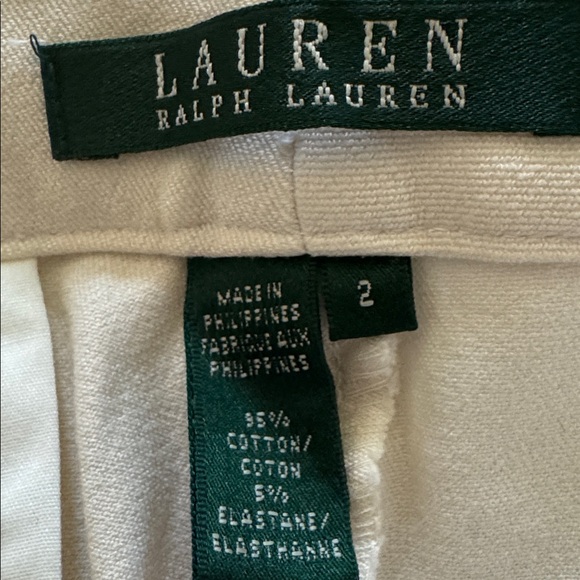 LAUREN
RALPH LAUREN
2
MADE IN
PHILIPPINES
FABRIQUE AUX
PHILIPPINES
95%
COTTON/
COTON
5%
ELASTANE/
ELASTHANNE